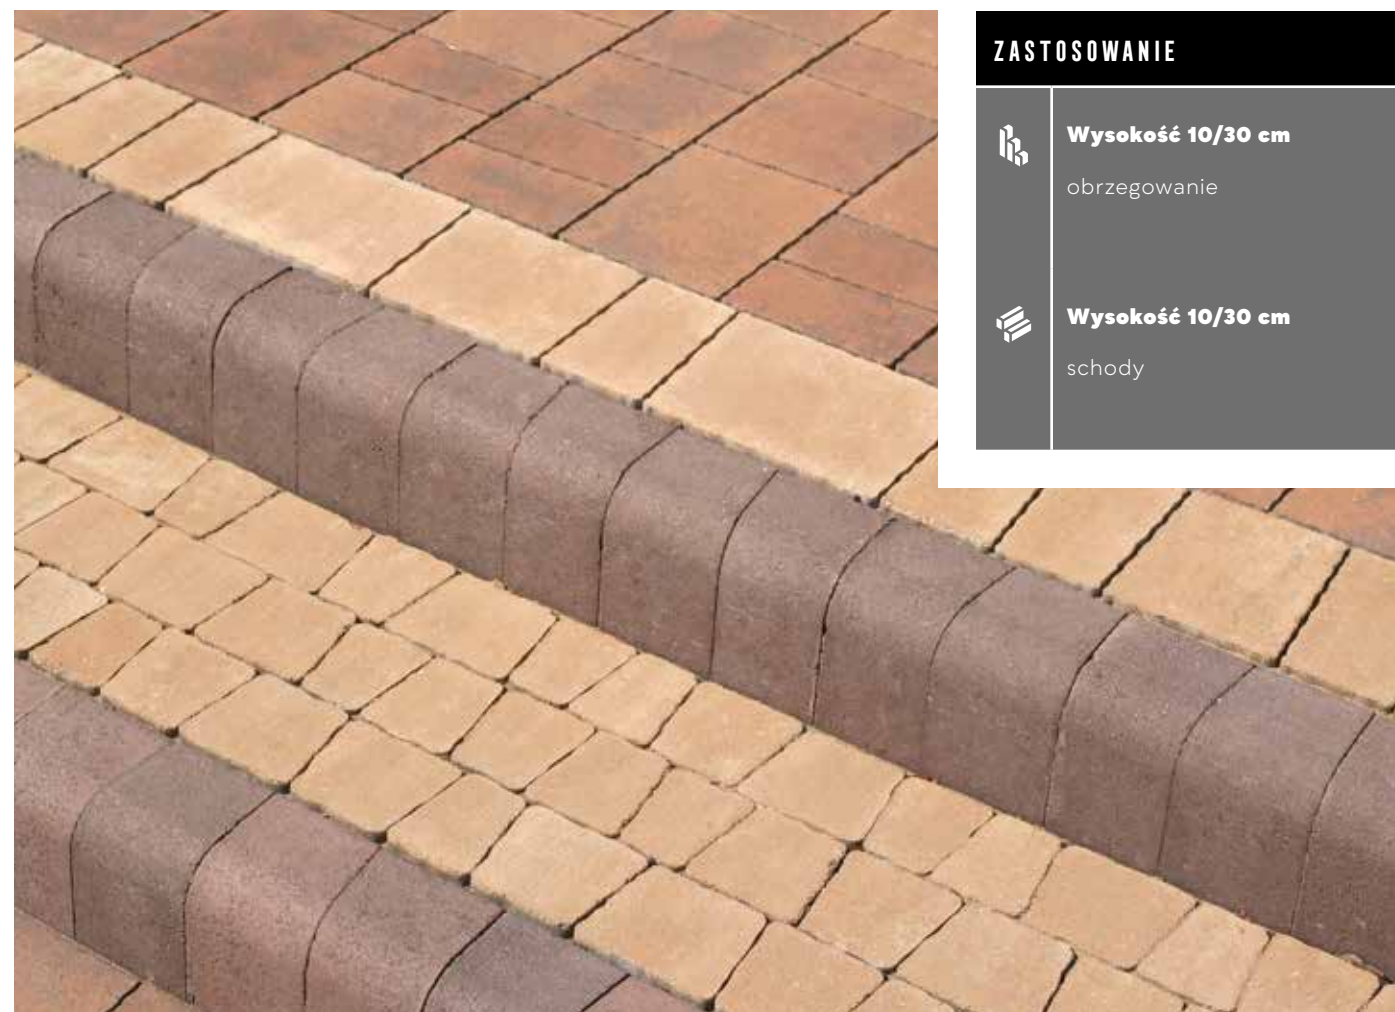 ZASTOSOWANIE
Wysokość 10/30 cm
obrzegowanie
Wysokość 10/30 cm
schody